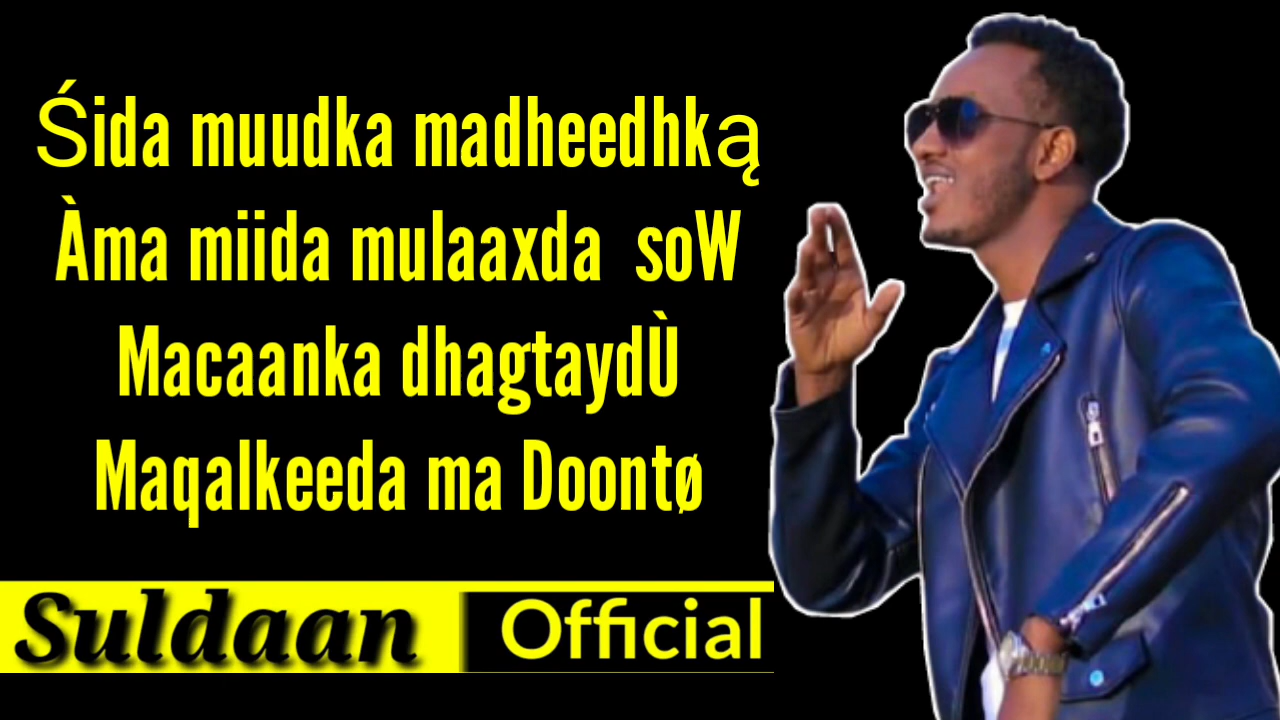 Śida muudka madheedhką
Àma miida mulaaxda soW
Macaanka dhagtaydÙ
Maqalkeeda ma Doontø
Suldaan Official